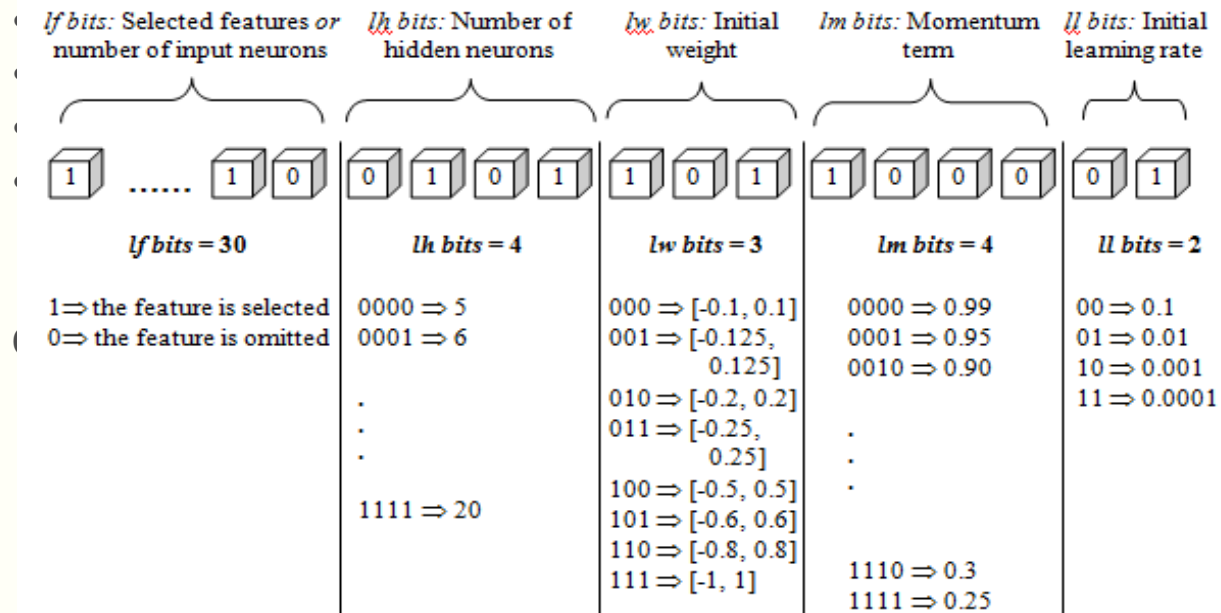 lf bits: Selected features or
number of input neurons
lh bits: Number of
hidden neurons
lw bits: Initial
weight
lm bits: Momentum
term
ll bits: Initial
learning rate
1 ...... 1 0
0 1 0 1
1 0 1
1 0 0 0
0 1
lf bits = 30
lh bits = 4
lw bits = 3
lm bits = 4
ll bits = 2
1⇒ the feature is selected
0⇒ the feature is omitted
0000 ⇒ 5
0001 ⇒ 6
.
.
.
1111 ⇒ 20
000 ⇒ [-0.1, 0.1]
001 ⇒ [-0.125,
0.125]
010 ⇒ [-0.2, 0.2]
011 ⇒ [-0.25,
0.25]
100 ⇒ [-0.5, 0.5]
101 ⇒ [-0.6, 0.6]
110 ⇒ [-0.8, 0.8]
111 ⇒ [-1, 1]
0000 ⇒ 0.99
0001 ⇒ 0.95
0010 ⇒ 0.90
.
.
.
1110 ⇒ 0.3
1111 ⇒ 0.25
00 ⇒ 0.1
01 ⇒ 0.01
10 ⇒ 0.001
11 ⇒ 0.0001